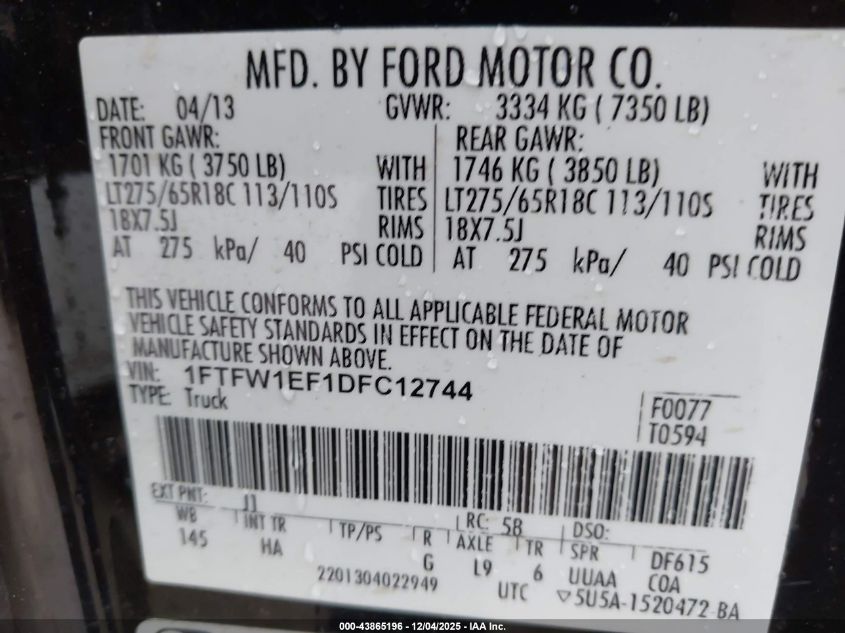 MFD. BY FORD MOTOR CO.
DATE: 04/13 GVWR: 3334 KG ( 7350 LB)
FRONT GAWR: REAR GAWR:
1701 KG ( 3750 LB) WITH 1746 KG ( 3850 LB) WITH
LT275/65R18C 113/110S TIRES LT275/65R18C 113/110S TIRES
18X7.5J RIMS 18X7.5J RIMS
AT 275 kPa/ 40 PSI COLD AT 275 kPa/ 40 PSI COLD
THIS VEHICLE CONFORMS TO ALL APPLICABLE FEDERAL MOTOR
VEHICLE SAFETY STANDARDS IN EFFECT ON THE DATE OF
MANUFACTURE SHOWN ABOVE.
VIN: 1FTFW1EF1DFC12744
TYPE: Truck
F0077
T0594
EXT PNT: JJ RC: 58 DSO:
WB INT TR TP/PS R AXLE TR SPR DF615
145 HA G L9 6 UUAA COA
2201304022949 UTC ▽5U5A-1520472-BA
000-43865196 - 12/04/2025 - IAA Inc.